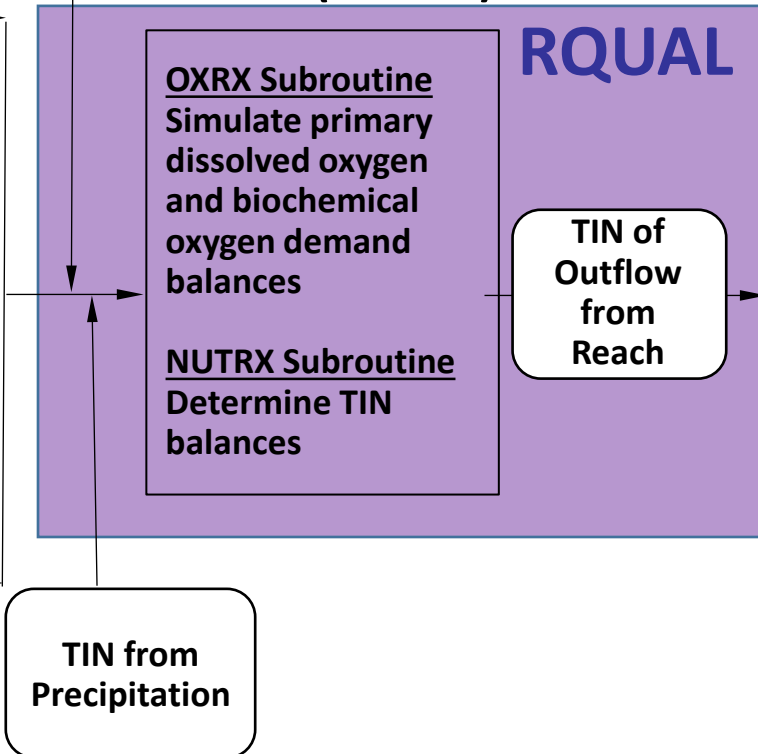 RQUAL
OXRX Subroutine
Simulate primary
dissolved oxygen
and biochemical
oxygen demand
balances
NUTRX Subroutine
Determine TIN
balances
TIN of
Outflow
from
Reach
TIN from
Precipitation